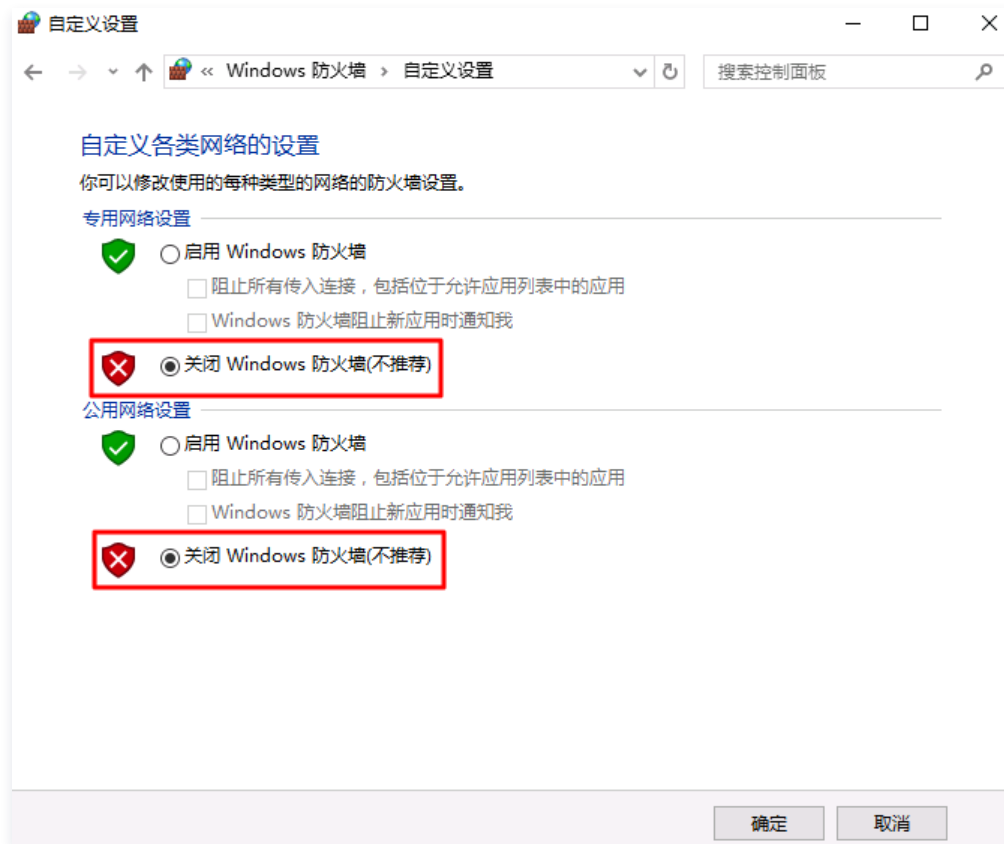 自定义设置
« Windows 防火墙 › 自定义设置
搜索控制面板
自定义各类网络的设置
你可以修改使用的每种类型的网络的防火墙设置。
专用网络设置
启用 Windows 防火墙
阻止所有传入连接，包括位于允许应用列表中的应用
Windows 防火墙阻止新应用时通知我
关闭 Windows 防火墙(不推荐)
公用网络设置
启用 Windows 防火墙
阻止所有传入连接，包括位于允许应用列表中的应用
Windows 防火墙阻止新应用时通知我
关闭 Windows 防火墙(不推荐)
确定
取消